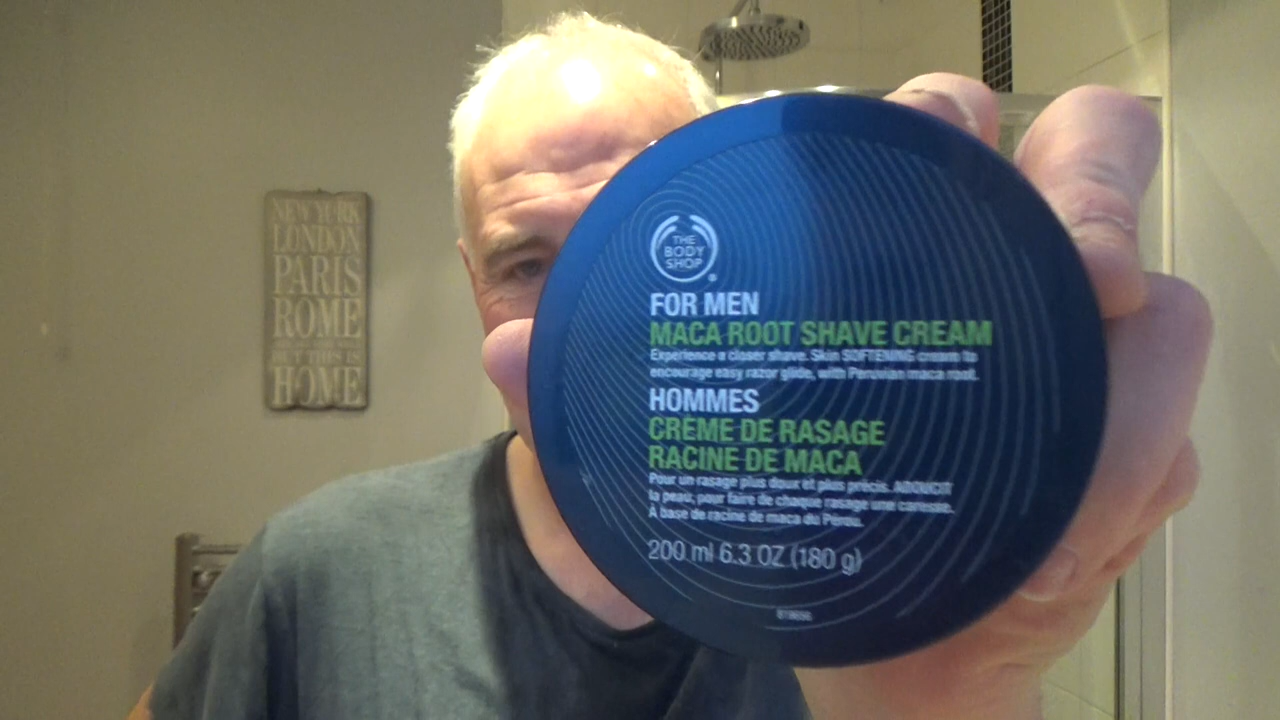 NEW YORK
LONDON
PARIS
ROME
BUT THIS IS
HOME
THE
BODY
SHOP
®
FOR MEN
MACA ROOT SHAVE CREAM
Experience a closer shave. Skin SOFTENING cream to
encourage easy razor glide, with Peruvian maca root.
HOMMES
CRÈME DE RASAGE
RACINE DE MACA
Pour un rasage plus doux et plus précis. ADOUCIT
la peau, pour faire de chaque rasage une caresse.
À base de racine de maca du Pérou.
200 ml 6.3 OZ (180 g)